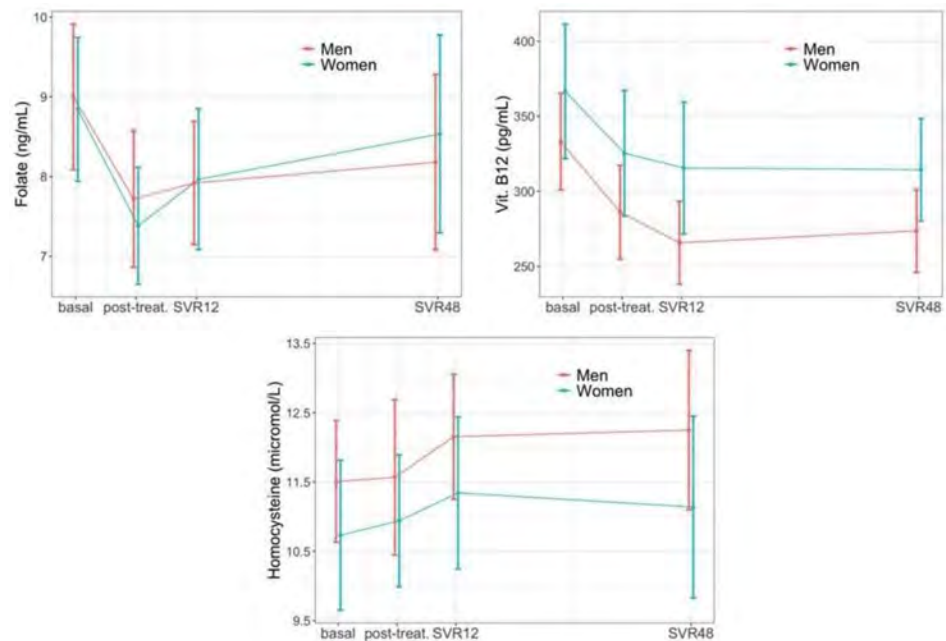 Folate (ng/mL)
10
9
8
7
Men
Women
basal post-treat. SVR12 SVR48
Vit. B12 (pg/mL)
400
350
300
250
Men
Women
basal post-treat. SVR12 SVR48
Homocysteine (micromol/L)
13.5
12.5
11.5
10.5
9.5
Men
Women
basal post-treat. SVR12 SVR48